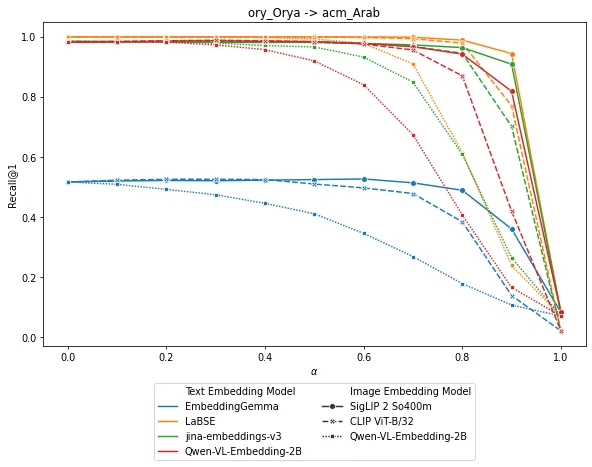 ory_Orya -> acm_Arab
Recall@1
1.0
0.8
0.6
0.4
0.2
0.0
0.0 0.2 0.4 0.6 0.8 1.0
α
Text Embedding Model
EmbeddingGemma
LaBSE
jina-embeddings-v3
Qwen-VL-Embedding-2B
Image Embedding Model
SigLIP 2 So400m
CLIP ViT-B/32
Qwen-VL-Embedding-2B